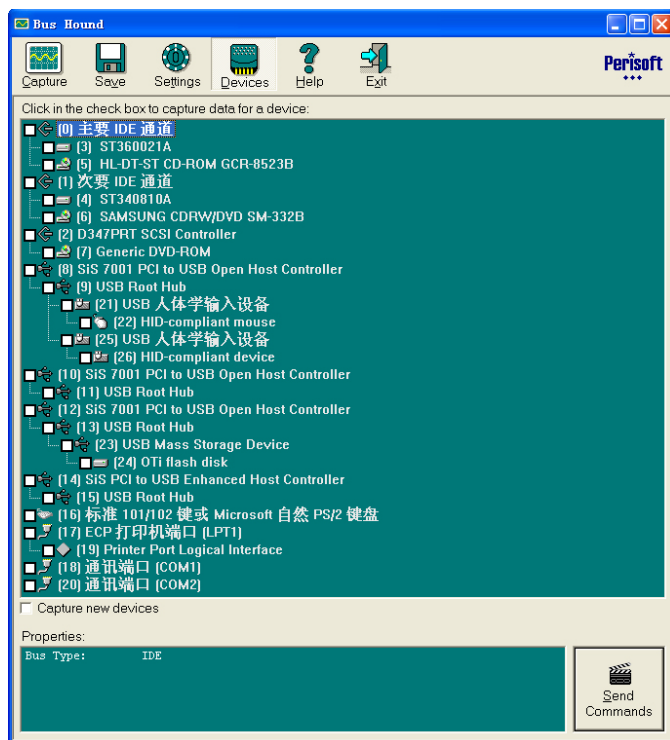 Bus Hound
Capture Save Settings Devices Help Exit Perisoft
Click in the check box to capture data for a device:
[0] 主要 IDE 通道
[3] ST360021A
[5] HL-DT-ST CD-ROM GCR-8523B
[1] 次要 IDE 通道
[4] ST340810A
[6] SAMSUNG CDRW/DVD SM-332B
[2] D347PRT SCSI Controller
[7] Generic DVD-ROM
[8] SiS 7001 PCI to USB Open Host Controller
[9] USB Root Hub
[21] USB 人体学输入设备
[22] HID-compliant mouse
[25] USB 人体学输入设备
[26] HID-compliant device
[10] SiS 7001 PCI to USB Open Host Controller
[11] USB Root Hub
[12] SiS 7001 PCI to USB Open Host Controller
[13] USB Root Hub
[23] USB Mass Storage Device
[24] OTi flash disk
[14] SiS PCI to USB Enhanced Host Controller
[15] USB Root Hub
[16] 标准 101/102 键或 Microsoft 自然 PS/2 键盘
[17] ECP 打印机端口 (LPT1)
[19] Printer Port Logical Interface
[18] 通讯端口 (COM1)
[20] 通讯端口 (COM2)
Capture new devices
Properties:
Bus Type: IDE
Send
Commands